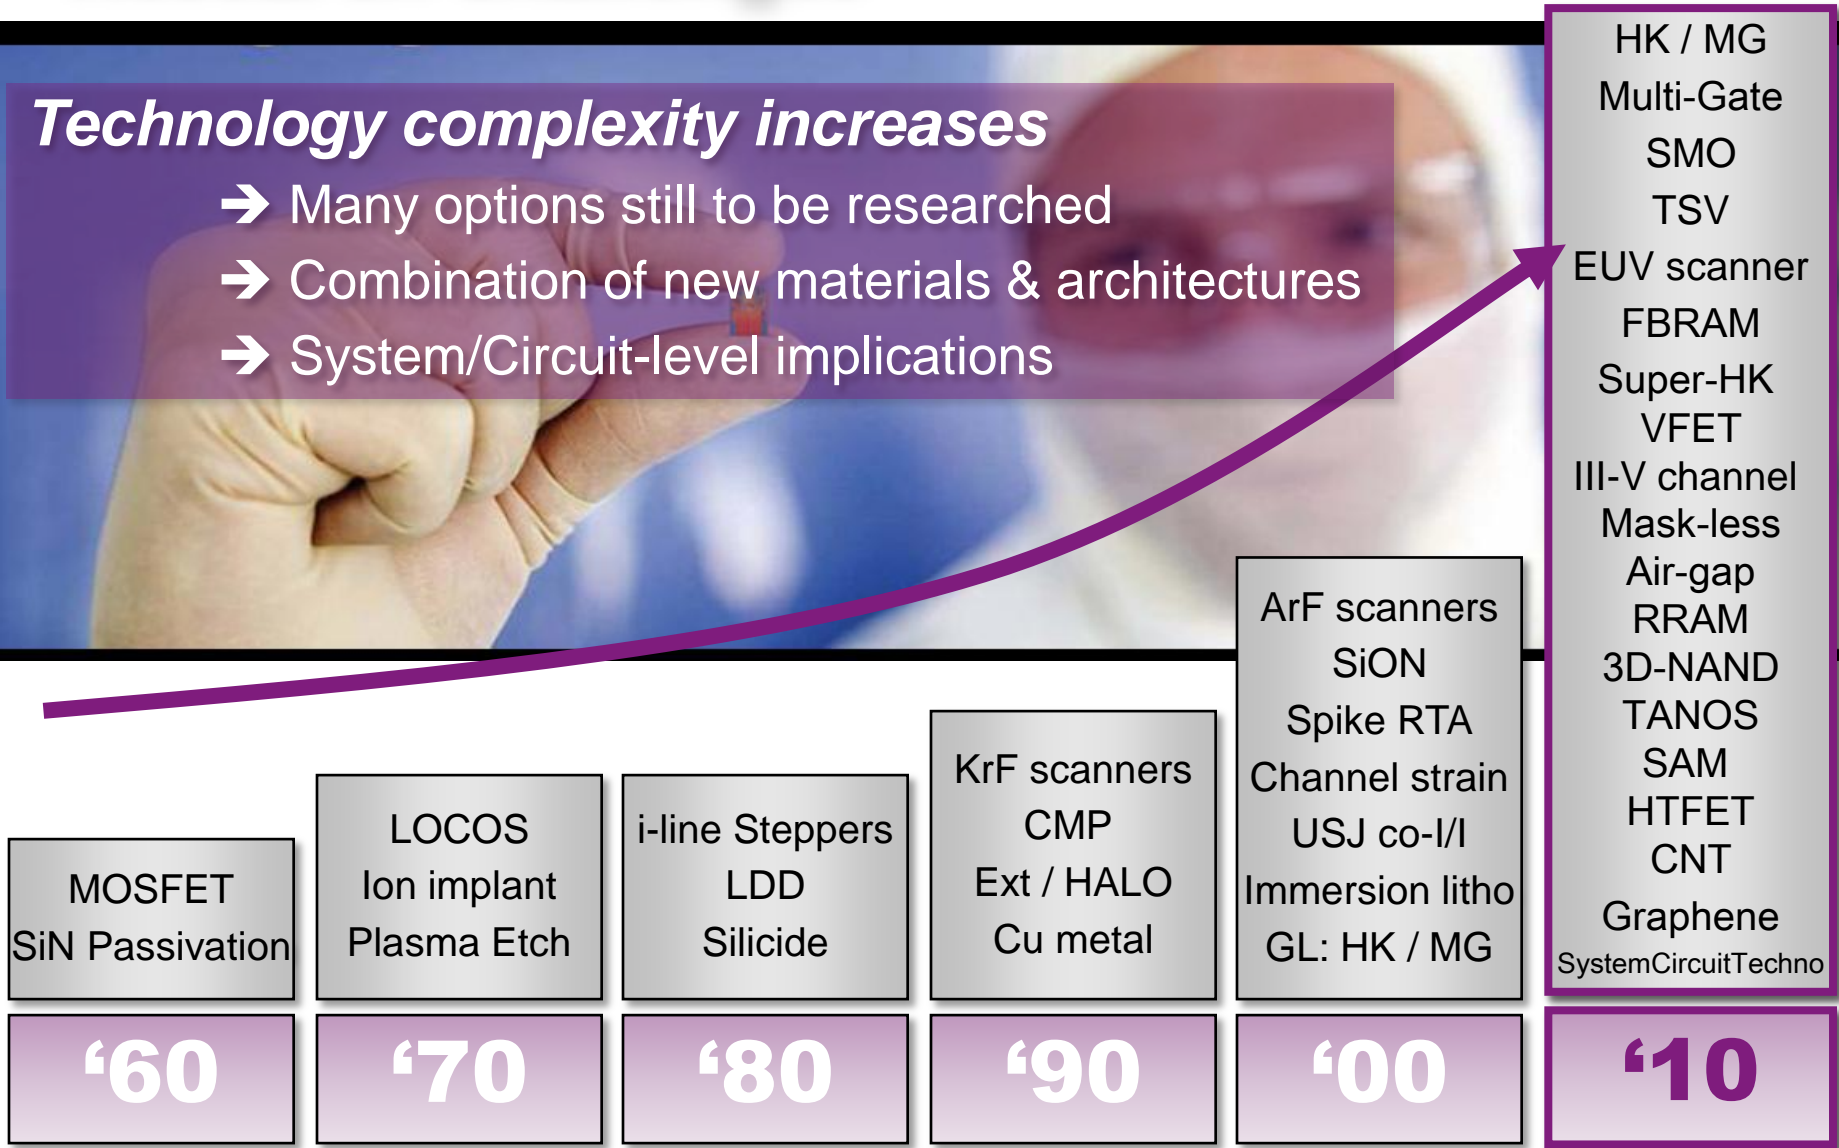 Technology complexity increases
➔ Many options still to be researched
➔ Combination of new materials & architectures
➔ System/Circuit-level implications
MOSFET
SiN Passivation
‘60
LOCOS
Ion implant
Plasma Etch
‘70
i-line Steppers
LDD
Silicide
‘80
KrF scanners
CMP
Ext / HALO
Cu metal
‘90
ArF scanners
SiON
Spike RTA
Channel strain
USJ co-I/I
Immersion litho
GL: HK / MG
‘00
HK / MG
Multi-Gate
SMO
TSV
EUV scanner
FBRAM
Super-HK
VFET
III-V channel
Mask-less
Air-gap
RRAM
3D-NAND
TANOS
SAM
HTFET
CNT
Graphene
SystemCircuitTechno
‘10